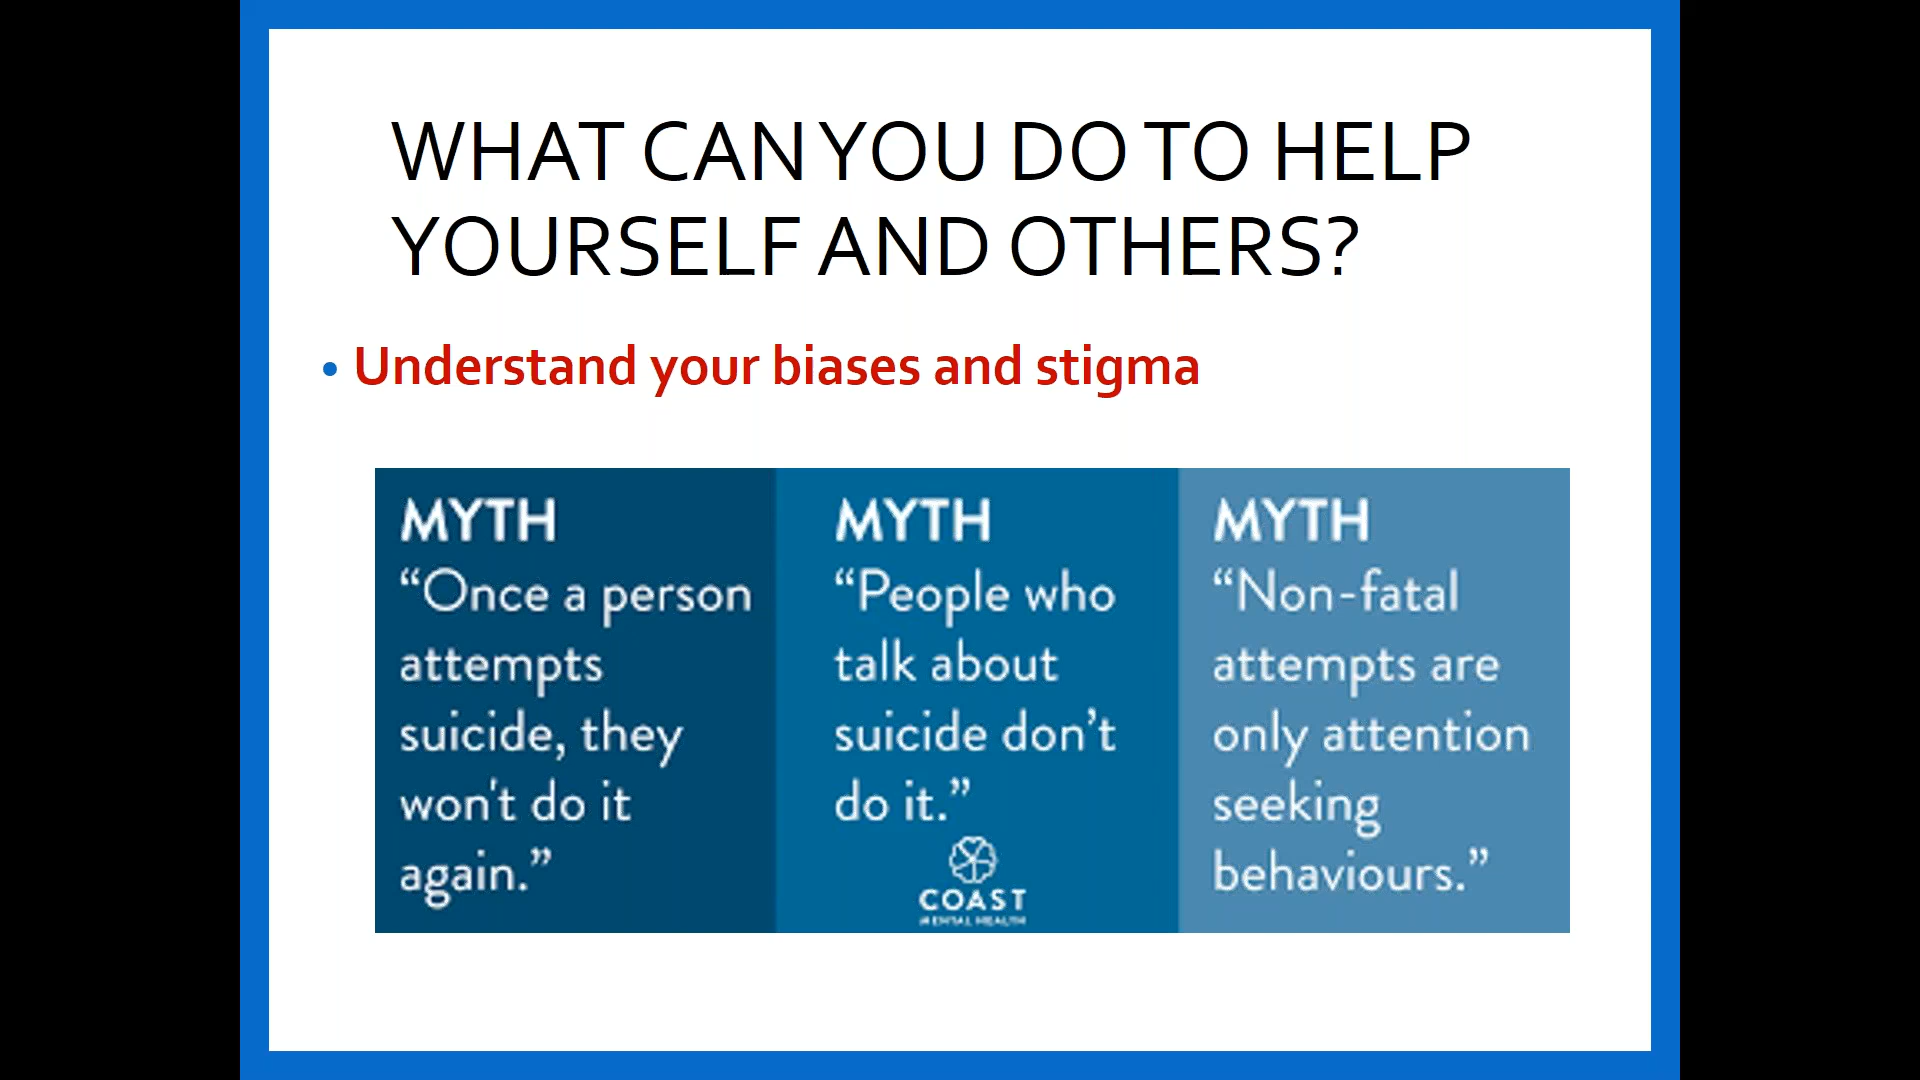 WHAT CAN YOU DO TO HELP
YOURSELF AND OTHERS?
• Understand your biases and stigma
MYTH
“Once a person
attempts
suicide, they
won't do it
again.”
MYTH
“People who
talk about
suicide don’t
do it.”
COAST
MENTAL HEALTH
MYTH
“Non-fatal
attempts are
only attention
seeking
behaviours.”